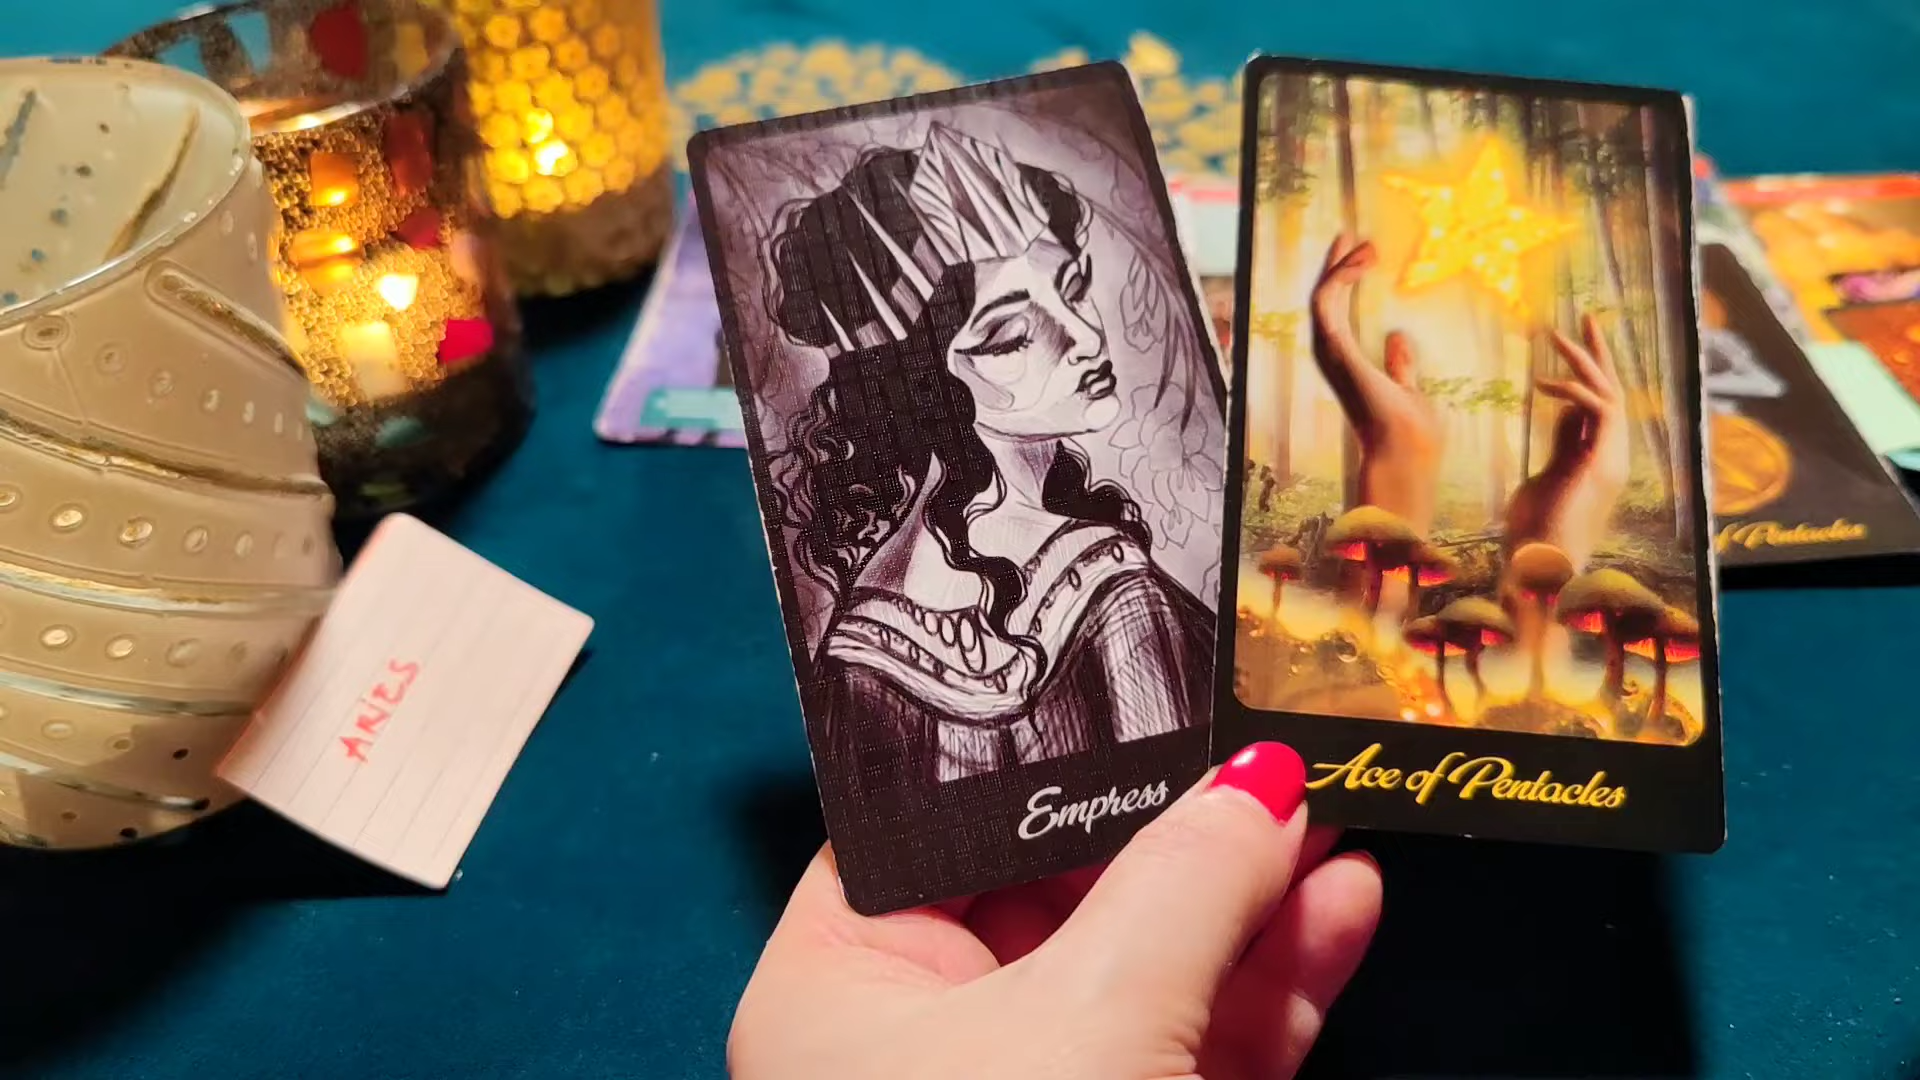 ARIES
Empress
Ace of Pentacles
of Pentacles